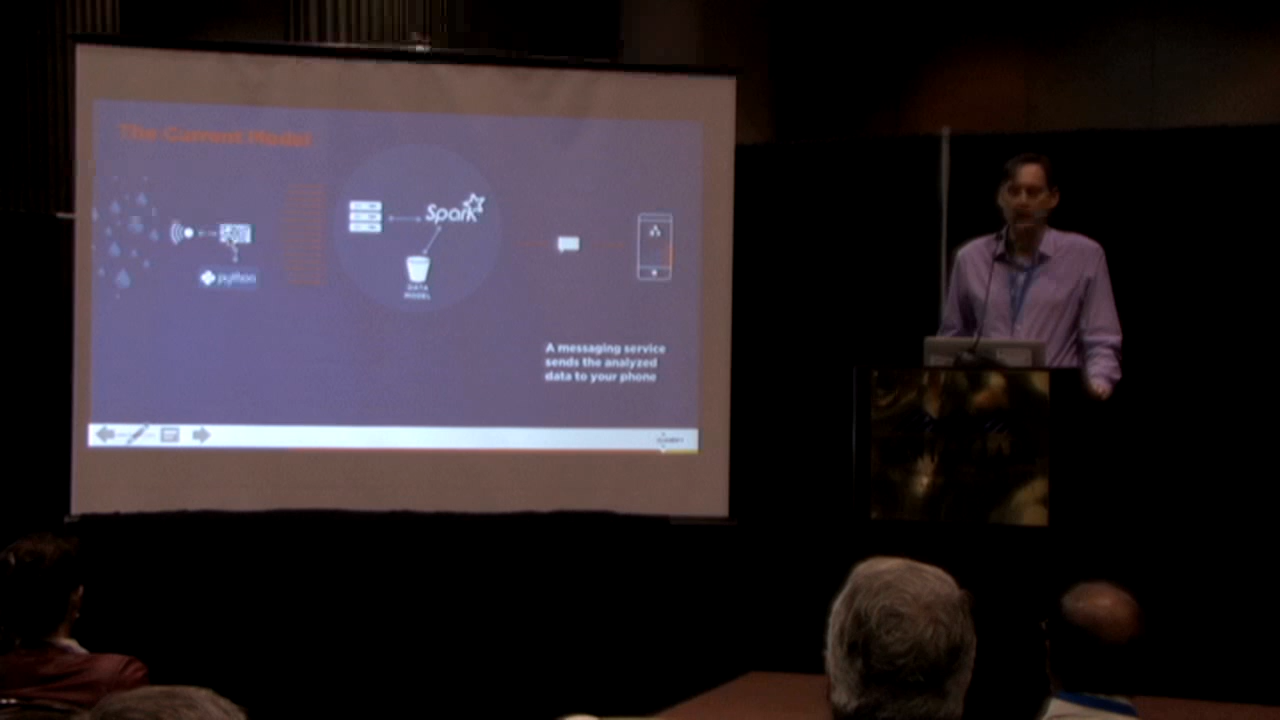 The Current Model
Spark
python
DATA
MODEL
A messaging service
sends the analyzed
data to your phone